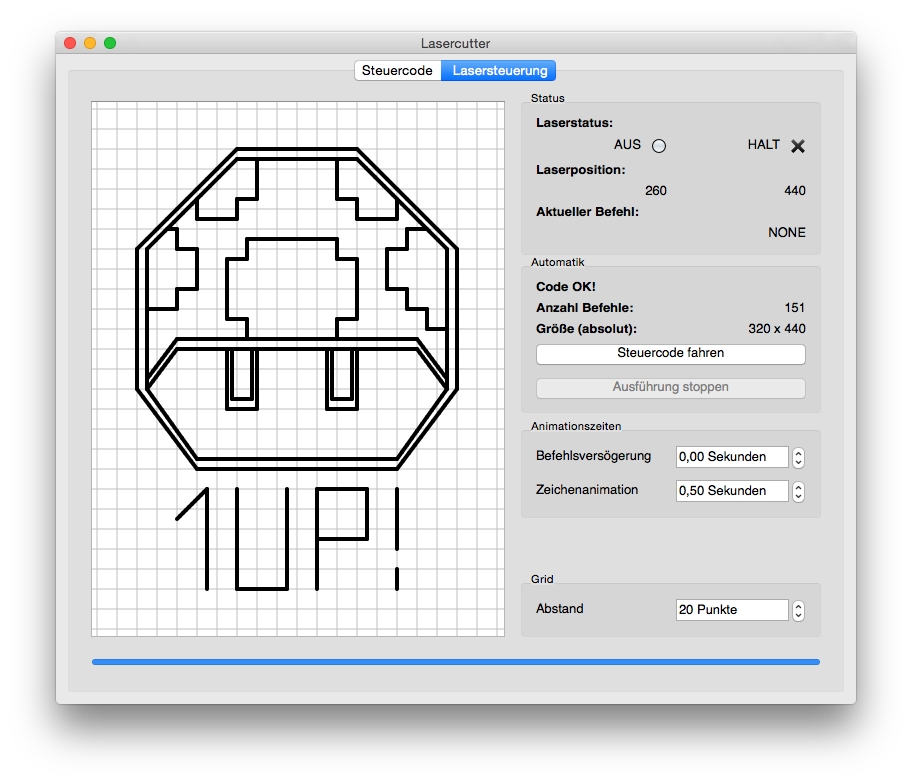 Lasercutter
Steuercode Lasersteuerung
Status
Laserstatus:
AUS HALT
Laserposition:
260 440
Aktueller Befehl:
NONE
Automatik
Code OK!
Anzahl Befehle: 151
Größe (absolut): 320 x 440
Steuercode fahren
Ausführung stoppen
Animationszeiten
Befehlsversögerung 0,00 Sekunden
Zeichenanimation 0,50 Sekunden
Grid
Abstand 20 Punkte
1UP!